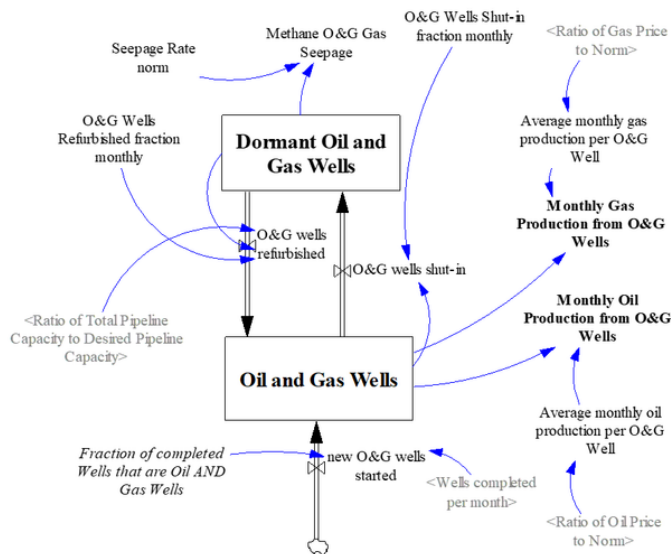 Seepage Rate
norm
Methane O&G Gas
Seepage
O&G Wells Shut-in
fraction monthly
<Ratio of Gas Price
to Norm>
O&G Wells
Refurbished fraction
monthly
Dormant Oil and
Gas Wells
Average monthly gas
production per O&G
Well
Monthly Gas
Production from O&G
Wells
O&G wells
refurbished
O&G wells shut-in
<Ratio of Total Pipeline
Capacity to Desired Pipeline
Capacity>
Monthly Oil
Production from O&G
Wells
Oil and Gas Wells
Average monthly oil
production per O&G
Well
Fraction of completed
Wells that are Oil AND
Gas Wells
new O&G wells
started
<Wells completed
per month>
<Ratio of Oil Price
to Norm>